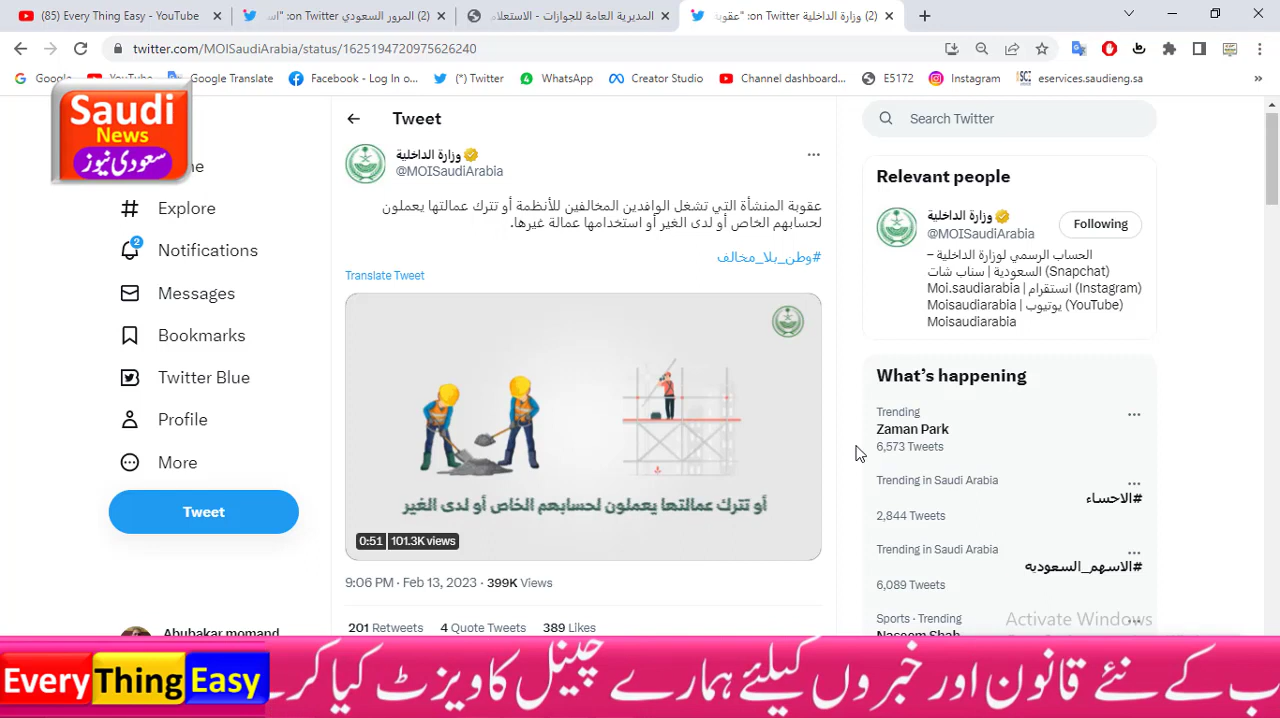 (85) Every Thing Easy - YouTube
المرور السعودي on Twitter: "اسـ (2)
المديرية العامة للجوازات - الاستعلام
وزارة الداخلية on Twitter: "عقوبة (2)
twitter.com/MOISaudiArabia/status/1625194720975626240
Google
YouTube
Google Translate
Facebook - Log In o...
(*) Twitter
WhatsApp
Creator Studio
Channel dashboard...
E5172
Instagram
eservices.saudieng.sa
»
Saudi
News
سعودی نیوز
Explore
2
Notifications
Messages
Bookmarks
Twitter Blue
Profile
More
Tweet
Abubakar momand
Tweet
وزارة الداخلية
@MOISaudiArabia
عقوبة المنشأة التي تشغل الوافدين المخالفين للأنظمة أو تترك عمالتها يعملون
لحسابهم الخاص أو لدى الغير أو استخدامها عمالة غيرها.
#وطن_بلا_مخالف
Translate Tweet
أو تترك عمالتها يعملون لحسابهم الخاص أو لدى الغير
0:51 101.3K views
9:06 PM · Feb 13, 2023 · 399K Views
201 Retweets 4 Quote Tweets 389 Likes
Search Twitter
Relevant people
وزارة الداخلية
@MOISaudiArabia
Following
الحساب الرسمي لوزارة الداخلية –
السعودية | سناب شات (Snapchat)
Moi.saudiarabia | انستقرام (Instagram)
Moisaudiarabia | يوتيوب (YouTube)
Moisaudiarabia
What's happening
Trending
Zaman Park
6,573 Tweets
Trending in Saudi Arabia
#الاحساء
2,844 Tweets
Trending in Saudi Arabia
#الاسهم_السعوديه
6,089 Tweets
Sports · Trending
Naseem Shah
Activate Windows
EveryThing Easy
ب کے نئے قانون اور خبروں کیلئے ہمارے چینل کا ویزٹ کیا کر